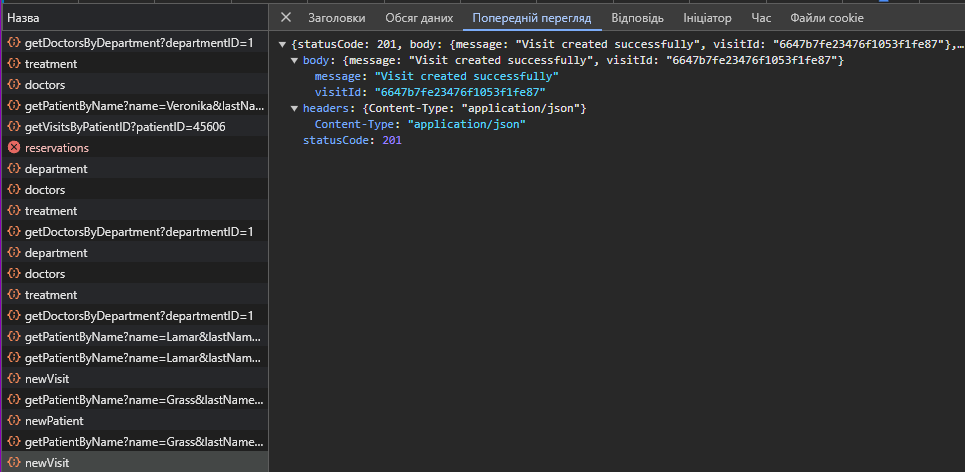 Назва
getDoctorsByDepartment?departmentID=1
treatment
doctors
getPatientByName?name=Veronika&lastNa...
getVisitsByPatientID?patientID=45606
reservations
department
doctors
treatment
getDoctorsByDepartment?departmentID=1
department
doctors
treatment
getDoctorsByDepartment?departmentID=1
getPatientByName?name=Lamar&lastNam...
getPatientByName?name=Lamar&lastNam...
newVisit
getPatientByName?name=Grass&lastName...
newPatient
getPatientByName?name=Grass&lastName...
newVisit
Заголовки Обсяг даних Попередній перегляд Відповідь Ініціатор Час Файли cookie
{statusCode: 201, body: {message: "Visit created successfully", visitId: "6647b7fe23476f1053f1fe87"},...
body: {message: "Visit created successfully", visitId: "6647b7fe23476f1053f1fe87"}
message: "Visit created successfully"
visitId: "6647b7fe23476f1053f1fe87"
headers: {Content-Type: "application/json"}
Content-Type: "application/json"
statusCode: 201